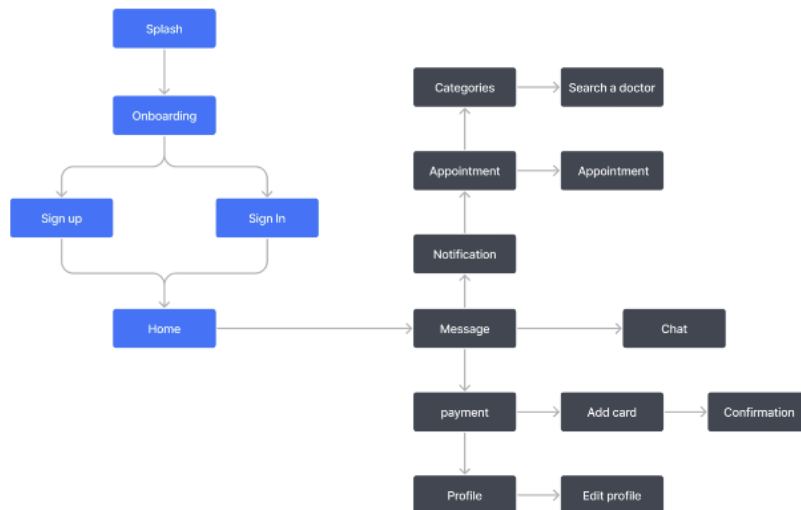 Splash
Onboarding
Sign up
Sign In
Home
Categories
Search a doctor
Appointment
Appointment
Notification
Message
Chat
payment
Add card
Confirmation
Profile
Edit profile